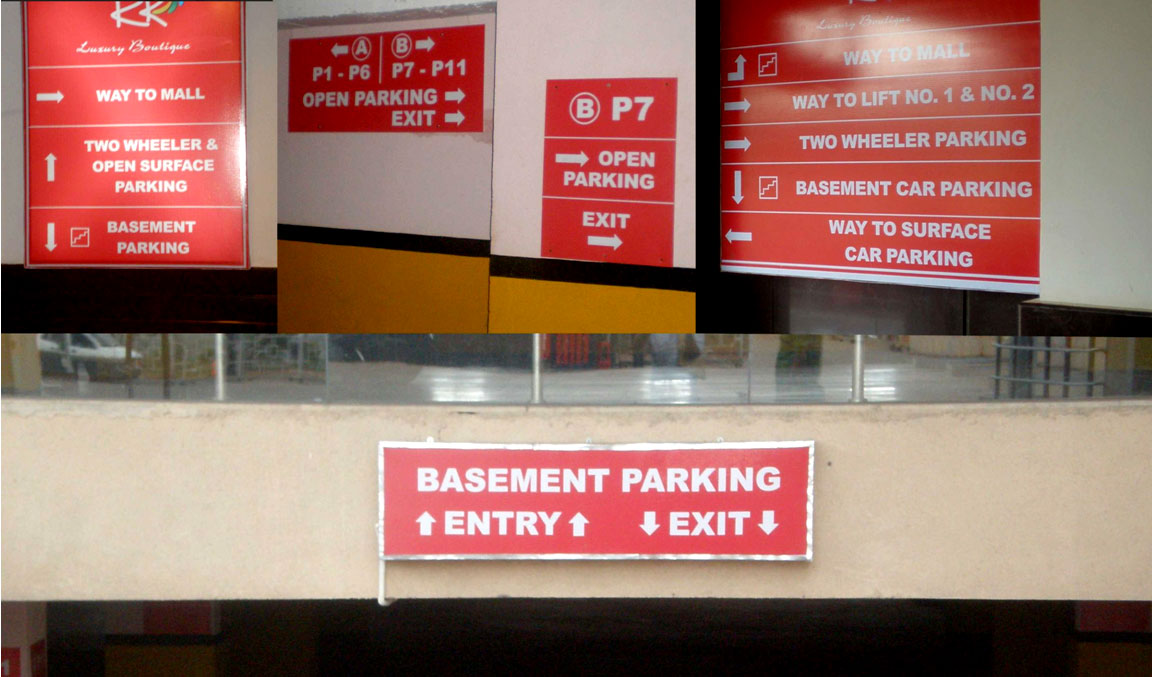 RK
Luxury Boutique
WAY TO MALL
TWO WHEELER &
OPEN SURFACE
PARKING
BASEMENT
PARKING
A B
P1 - P6 P7 - P11
OPEN PARKING
EXIT
B P7
OPEN
PARKING
EXIT
Luxury Boutique
WAY TO MALL
WAY TO LIFT NO. 1 & NO. 2
TWO WHEELER PARKING
BASEMENT CAR PARKING
WAY TO SURFACE
CAR PARKING
BASEMENT PARKING
ENTRY EXIT